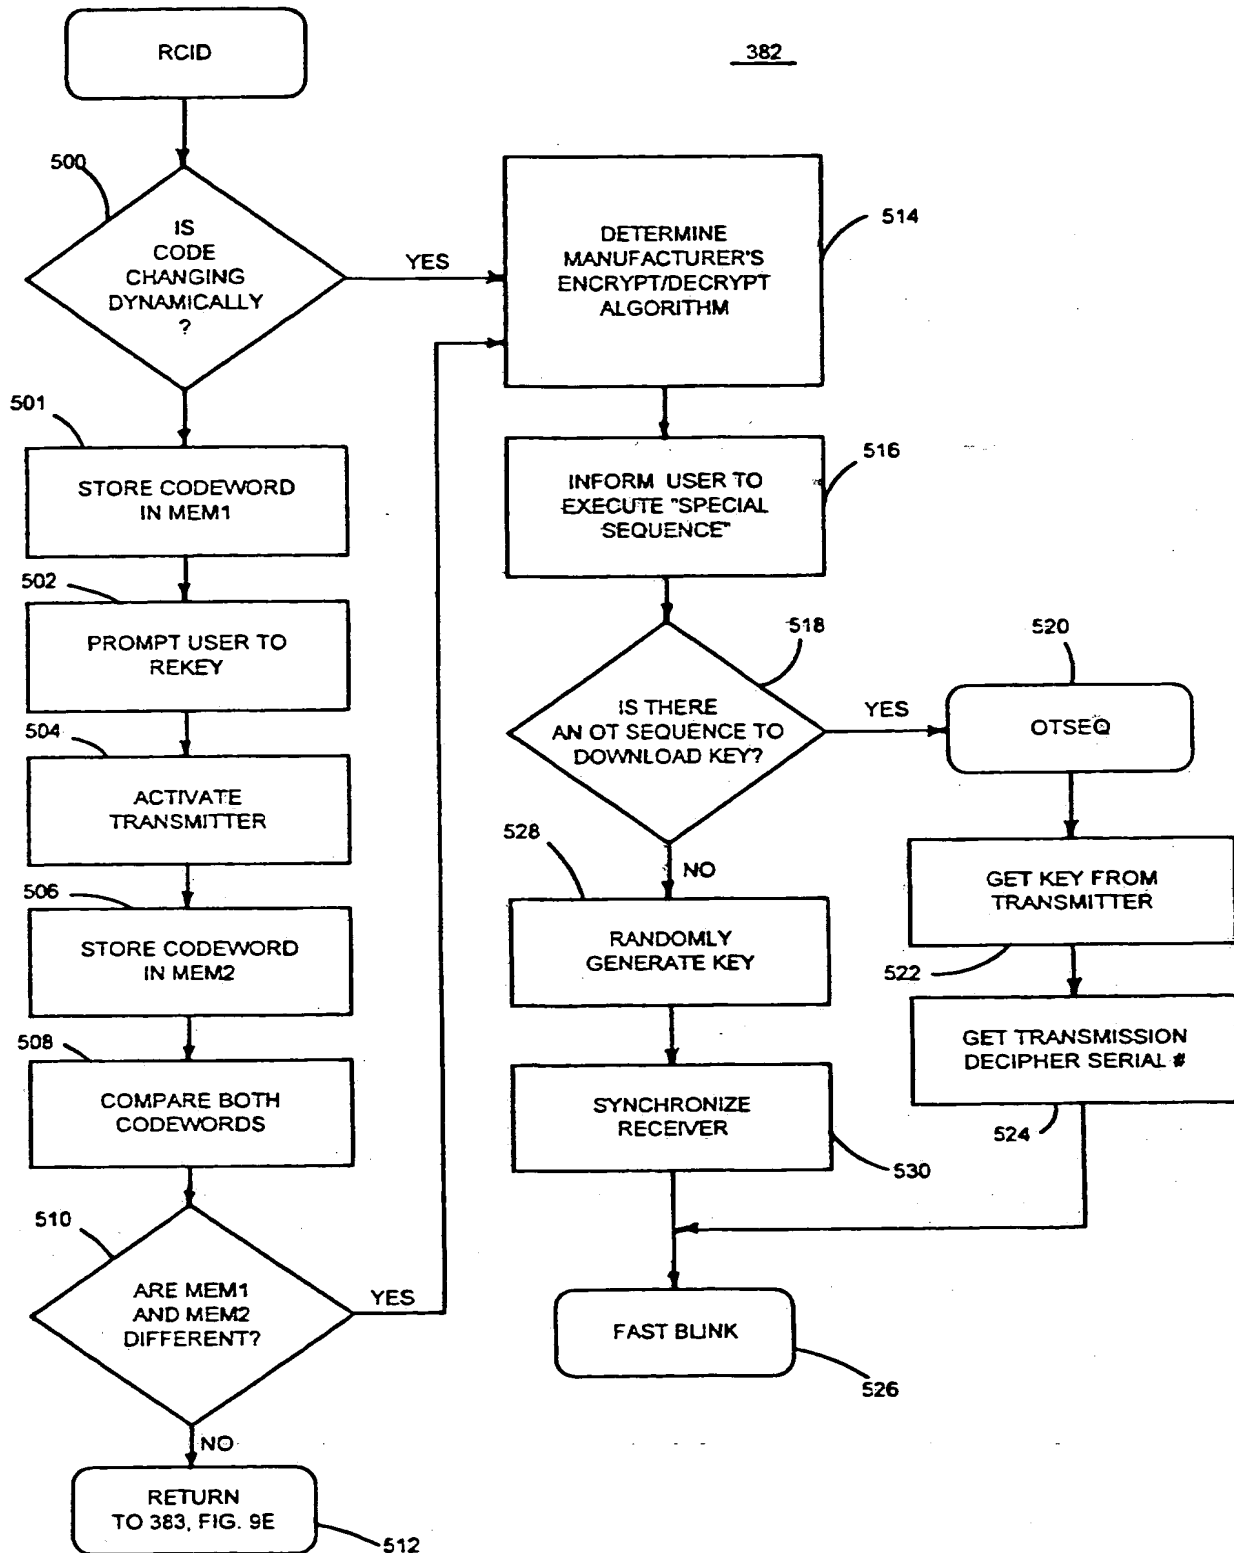 RCID
382
500
IS
CODE
CHANGING
DYNAMICALLY
?
YES
501
STORE CODEWORD
IN MEM1
502
PROMPT USER TO
REKEY
504
ACTIVATE
TRANSMITTER
506
STORE CODEWORD
IN MEM2
508
COMPARE BOTH
CODEWORDS
510
ARE MEM1
AND MEM2
DIFFERENT?
YES
NO
RETURN
TO 383, FIG. 9E
512
DETERMINE
MANUFACTURER'S
ENCRYPT/DECRYPT
ALGORITHM
514
INFORM USER TO
EXECUTE "SPECIAL
SEQUENCE"
516
IS THERE
AN OT SEQUENCE TO
DOWNLOAD KEY?
518
YES
NO
520
OTSEQ
GET KEY FROM
TRANSMITTER
522
GET TRANSMISSION
DECIPHER SERIAL #
524
528
RANDOMLY
GENERATE KEY
SYNCHRONIZE
RECEIVER
530
FAST BLINK
526